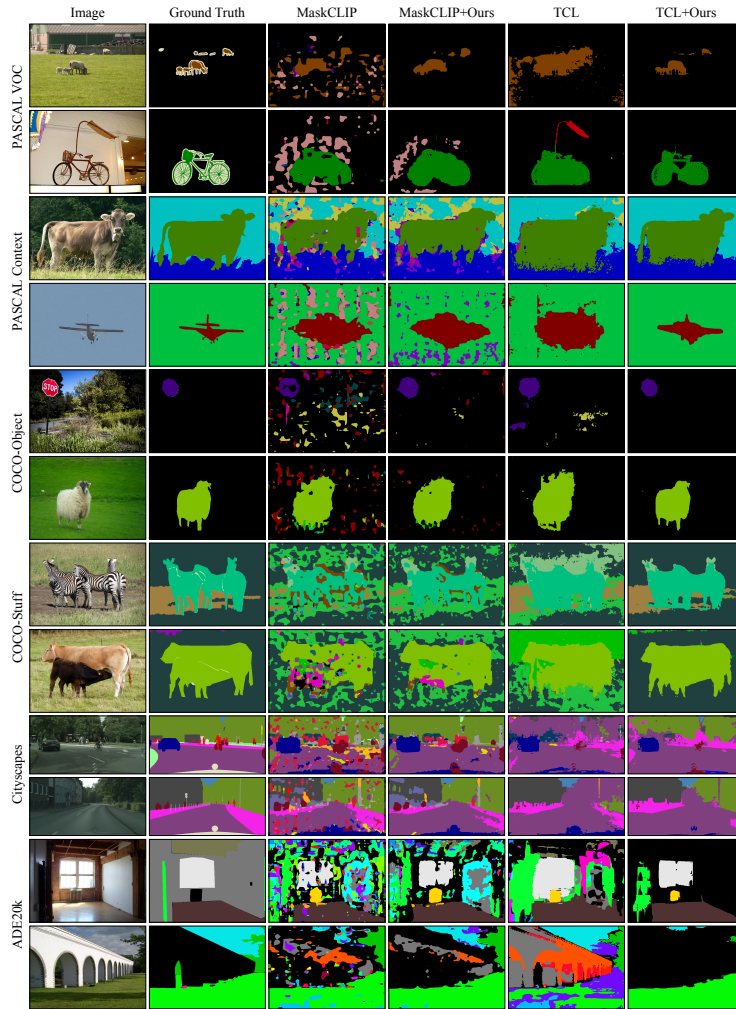 Image Ground Truth MaskCLIP MaskCLIP+Ours TCL TCL+Ours
PASCAL VOC
PASCAL Context
COCO-Object
STOP
COCO-Stuff
Cityscapes
ADE20k